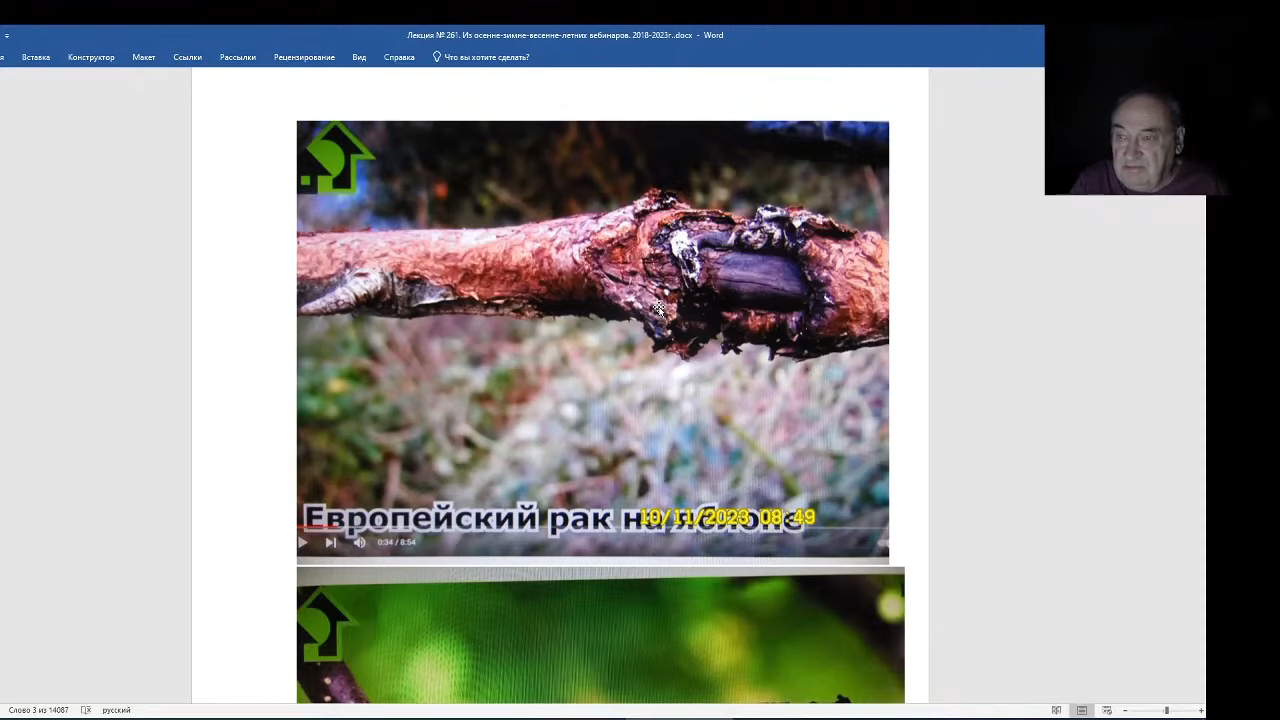 Лекция № 261. Из осенне-зимне-весенне-летних вебинаров. 2018-2023г..docx - Word
я Вставка Конструктор Макет Ссылки Рассылки Рецензирование Вид Справка Что вы хотите сделать?
Европейский рак на яблоне
10/11/2023 08:49
0:34 / 8:54
Слово 3 из 14087 русский